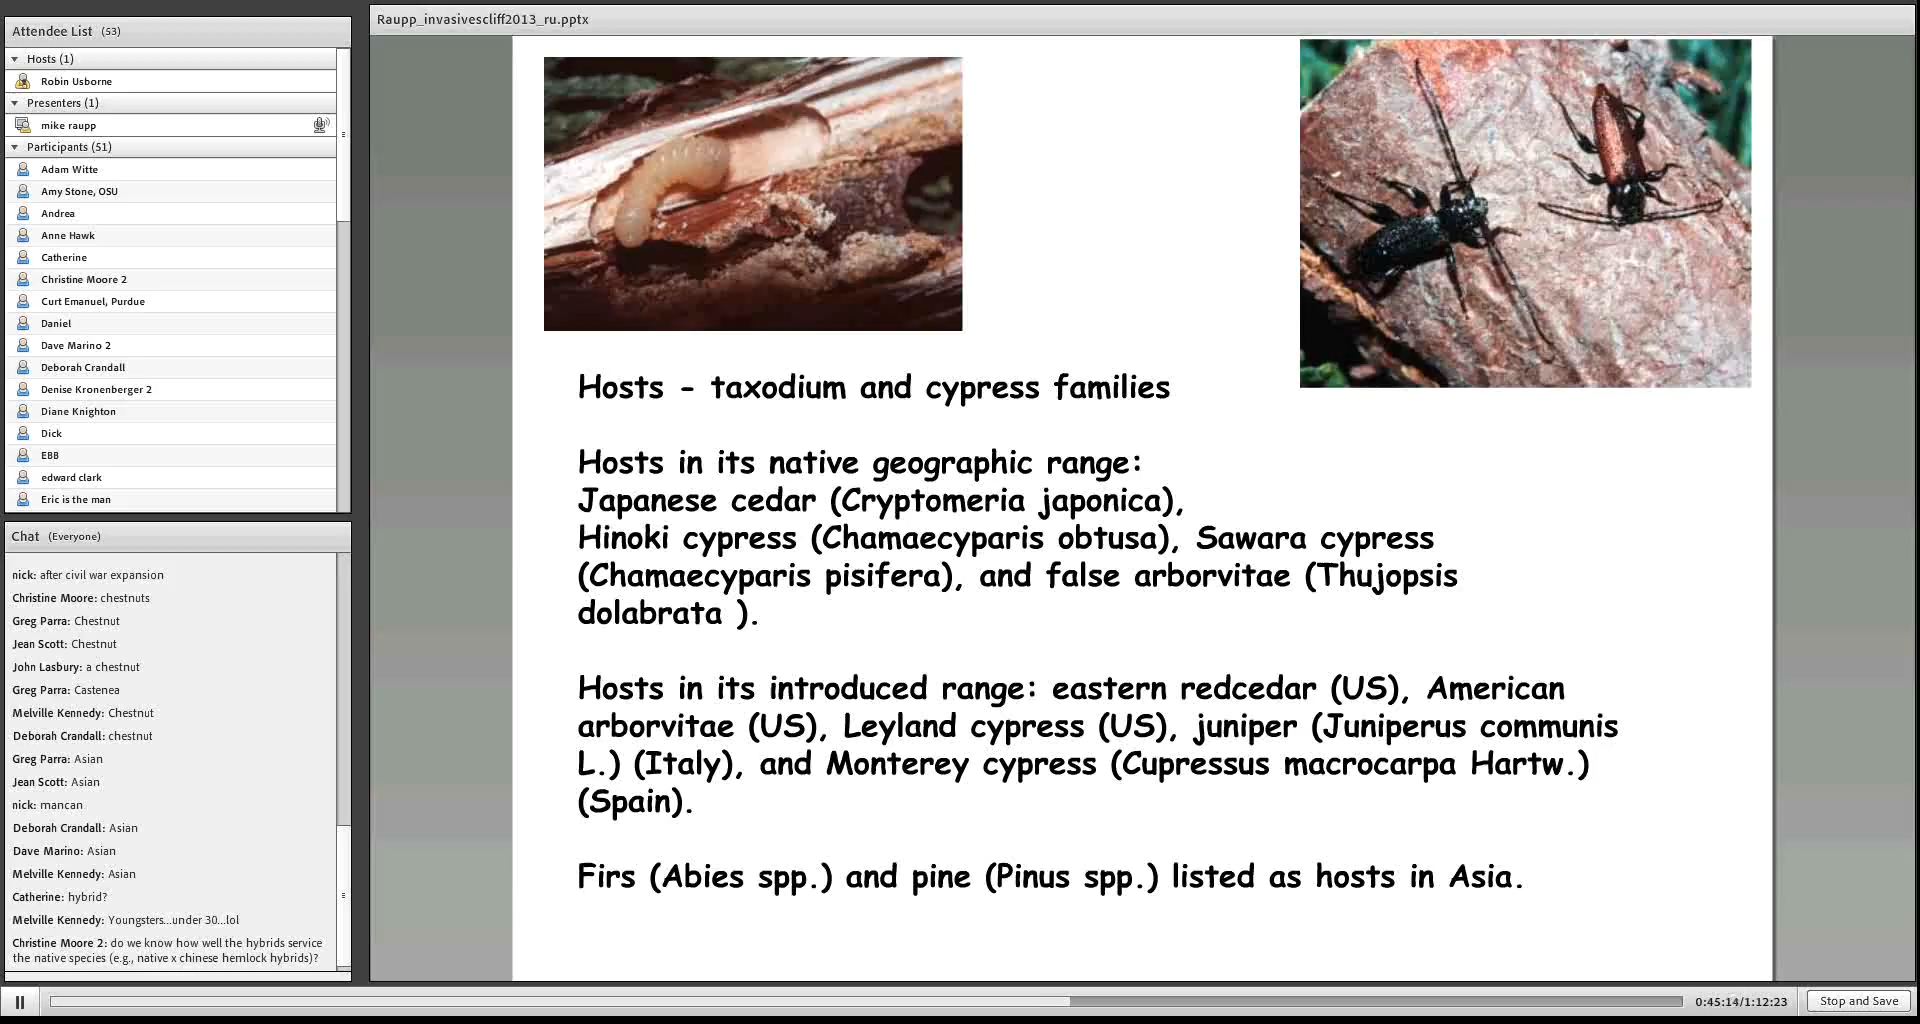 Attendee List (53)
Hosts (1)
Robin Usborne
Presenters (1)
mike raupp
Participants (51)
Adam Witte
Amy Stone, OSU
Andrea
Anne Hawk
Catherine
Christine Moore 2
Curt Emanuel, Purdue
Daniel
Dave Marino 2
Deborah Crandall
Denise Kronenberger 2
Diane Knighton
Dick
EBB
edward clark
Eric is the man
Chat (Everyone)
nick: after civil war expansion
Christine Moore: chestnuts
Greg Parra: Chestnut
Jean Scott: Chestnut
John Lasbury: a chestnut
Greg Parra: Castenea
Melville Kennedy: Chestnut
Deborah Crandall: chestnut
Greg Parra: Asian
Jean Scott: Asian
nick: mancan
Deborah Crandall: Asian
Dave Marino: Asian
Melville Kennedy: Asian
Catherine: hybrid?
Melville Kennedy: Youngsters...under 30...lol
Christine Moore 2: do we know how well the hybrids service
the native species (e.g., native x chinese hemlock hybrids)?
Raupp_invasivescliff2013_ru.pptx
Hosts - taxodium and cypress families
Hosts in its native geographic range:
Japanese cedar (Cryptomeria japonica),
Hinoki cypress (Chamaecyparis obtusa), Sawara cypress
(Chamaecyparis pisifera), and false arborvitae (Thujopsis
dolabrata ).
Hosts in its introduced range: eastern redcedar (US), American
arborvitae (US), Leyland cypress (US), juniper (Juniperus communis
L.) (Italy), and Monterey cypress (Cupressus macrocarpa Hartw.)
(Spain).
Firs (Abies spp.) and pine (Pinus spp.) listed as hosts in Asia.
0:45:14/1:12:23
Stop and Save